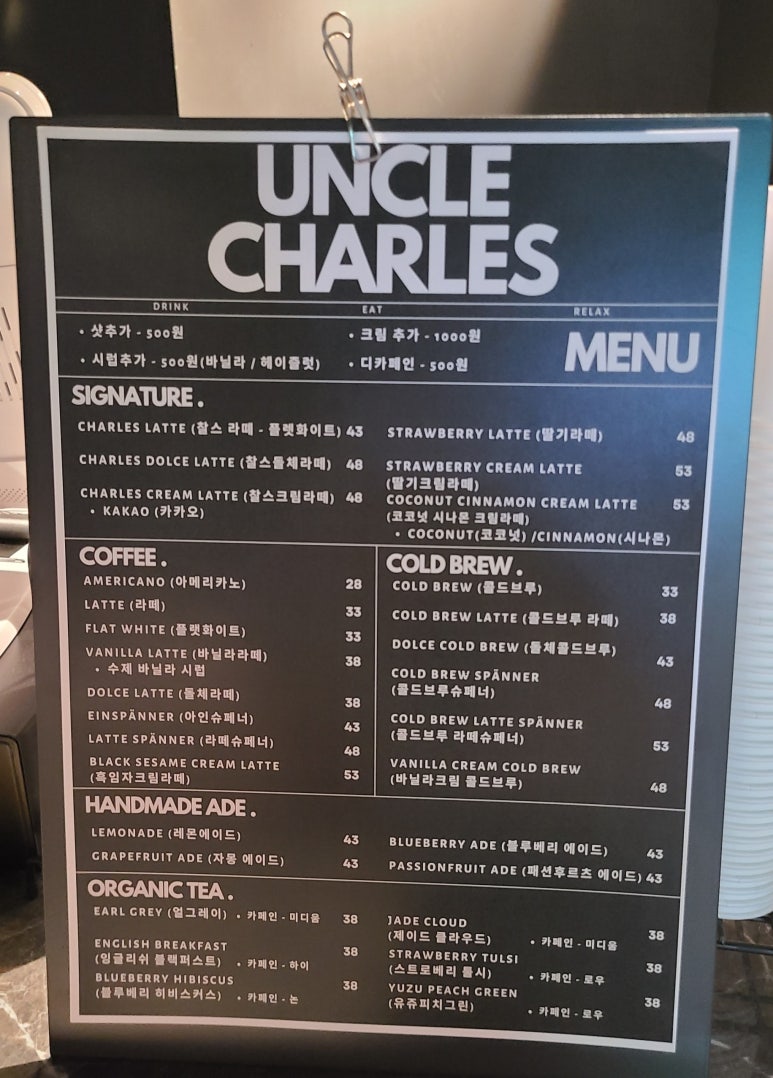 UNCLE
CHARLES
DRINK EAT RELAX
• 샷추가 - 500원
• 시럽추가 - 500원(바닐라 / 헤이즐럿)
• 크림 추가 - 1000원
• 디카페인 - 500원
MENU
SIGNATURE .
CHARLES LATTE (찰스 라떼 - 플렛화이트) 43
CHARLES DOLCE LATTE (찰스돌체라떼) 48
CHARLES CREAM LATTE (찰스크림라떼) 48
• KAKAO (카카오)
STRAWBERRY LATTE (딸기라떼) 48
STRAWBERRY CREAM LATTE 53
(딸기크림라떼)
COCONUT CINNAMON CREAM LATTE 53
(코코넛 시나몬 크림라떼)
• COCONUT(코코넛) /CINNAMON(시나몬)
COFFEE .
AMERICANO (아메리카노) 28
LATTE (라떼) 33
FLAT WHITE (플렛화이트) 33
VANILLA LATTE (바닐라라떼) 38
• 수제 바닐라 시럽
DOLCE LATTE (돌체라떼) 38
EINSPÄNNER (아인슈페너) 43
LATTE SPÄNNER (라떼슈페너) 48
BLACK SESAME CREAM LATTE
(흑임자크림라떼) 53
COLD BREW .
COLD BREW (콜드브루) 33
COLD BREW LATTE (콜드브루 라떼) 38
DOLCE COLD BREW (돌체콜드브루) 43
COLD BREW SPÄNNER
(콜드브루슈페너) 48
COLD BREW LATTE SPÄNNER
(콜드브루 라떼슈페너) 53
VANILLA CREAM COLD BREW
(바닐라크림 콜드브루) 48
HANDMADE ADE .
LEMONADE (레몬에이드) 43
GRAPEFRUIT ADE (자몽 에이드) 43
BLUEBERRY ADE (블루베리 에이드) 43
PASSIONFRUIT ADE (패션후르츠 에이드) 43
ORGANIC TEA .
EARL GREY (얼그레이) • 카페인 - 미디움 38
ENGLISH BREAKFAST
(잉글리쉬 블랙퍼스트) • 카페인 - 하이 38
BLUEBERRY HIBISCUS
(블루베리 히비스커스) • 카페인 - 논 38
JADE CLOUD
(제이드 클라우드) • 카페인 - 미디움 38
STRAWBERRY TULSI
(스트로베리 툴시) • 카페인 - 로우 38
YUZU PEACH GREEN
(유쥬피치그린) • 카페인 - 로우 38